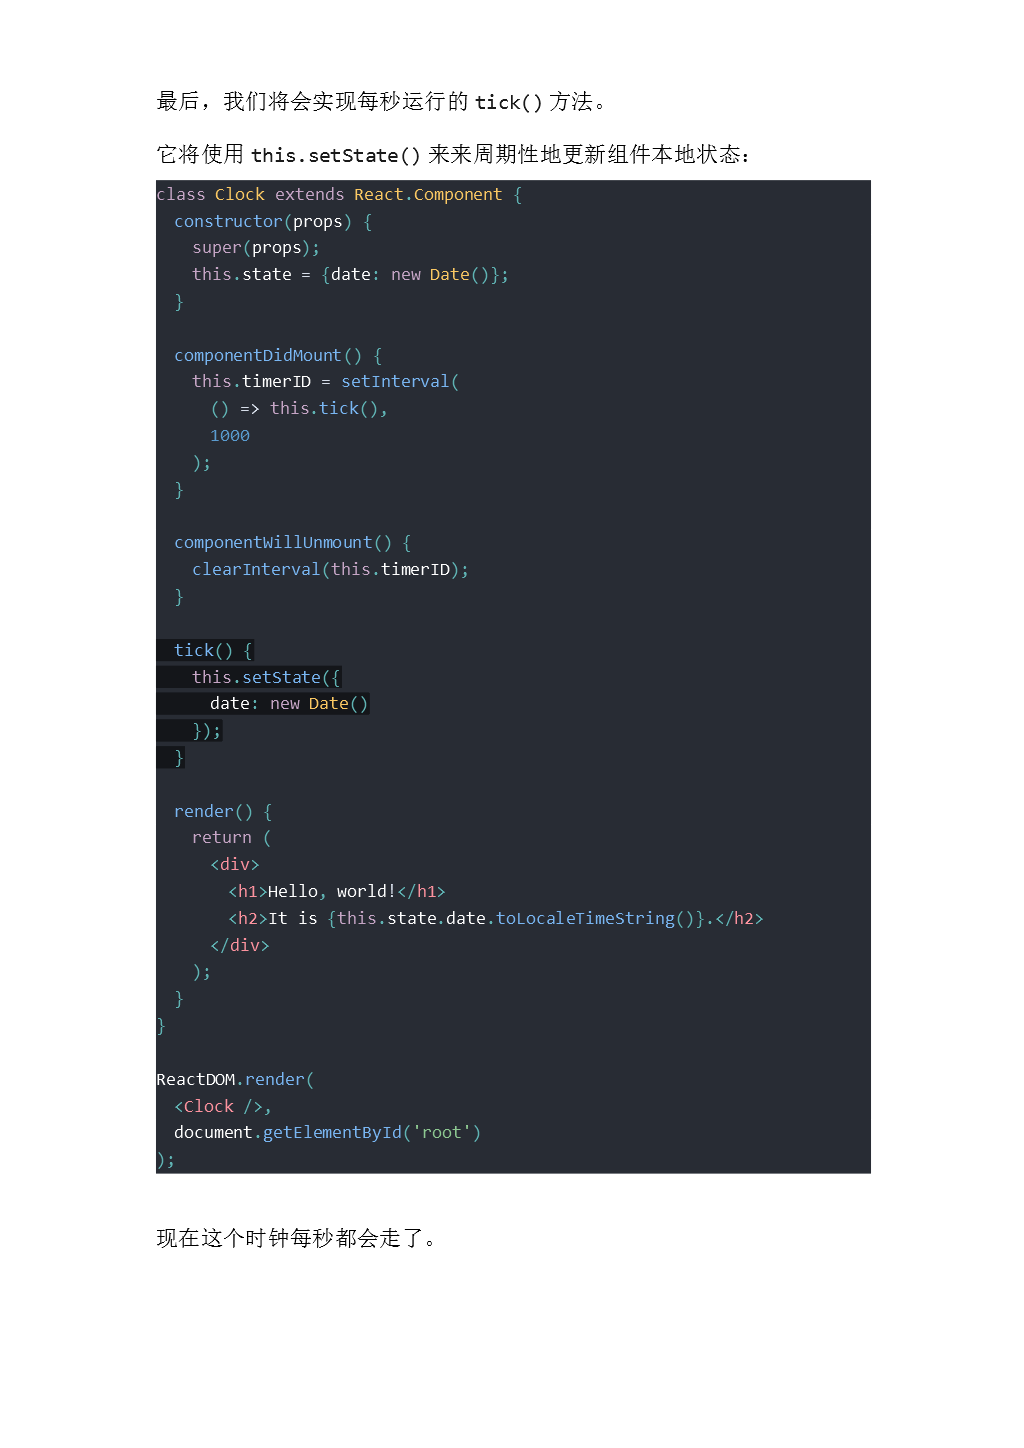 最后，我们将会实现每秒运行的 tick() 方法。
它将使用 this.setState() 来来周期性地更新组件本地状态：
class Clock extends React.Component {
  constructor(props) {
    super(props);
    this.state = {date: new Date()};
  }

  componentDidMount() {
    this.timerID = setInterval(
      () => this.tick(),
      1000
    );
  }

  componentWillUnmount() {
    clearInterval(this.timerID);
  }

  tick() {
    this.setState({
      date: new Date()
    });
  }

  render() {
    return (
      <div>
        <h1>Hello, world!</h1>
        <h2>It is {this.state.date.toLocaleTimeString()}.</h2>
      </div>
    );
  }
}

ReactDOM.render(
  <Clock />,
  document.getElementById('root')
);
现在这个时钟每秒都会走了。